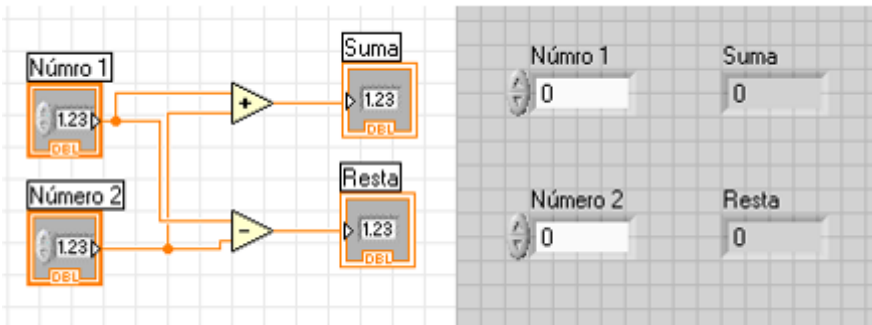 Númro 1
1.23
DBL
Número 2
1.23
DBL
+
-
Suma
1.23
DBL
Resta
1.23
DBL
Númro 1
0
Suma
0
Número 2
0
Resta
0